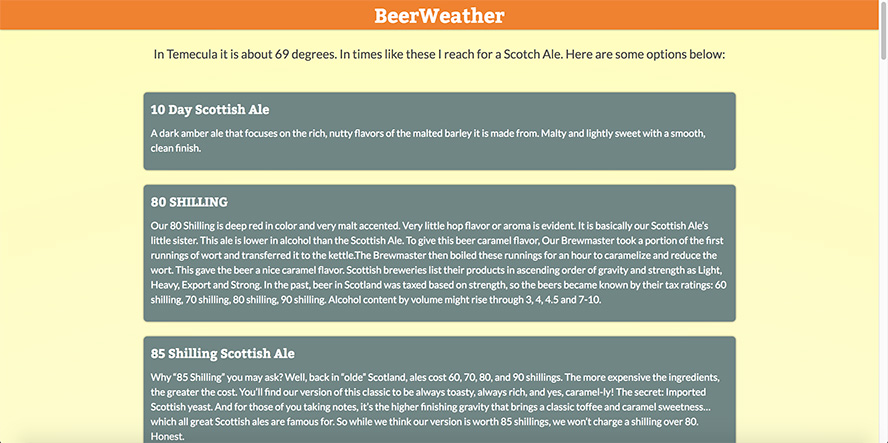 BeerWeather
In Temecula it is about 69 degrees. In times like these I reach for a Scotch Ale. Here are some options below:
10 Day Scottish Ale
A dark amber ale that focuses on the rich, nutty flavors of the malted barley it is made from. Malty and lightly sweet with a smooth,
clean finish.
80 SHILLING
Our 80 Shilling is deep red in color and very malt accented. Very little hop flavor or aroma is evident. It is basically our Scottish Ale's
little sister. This ale is lower in alcohol than the Scottish Ale. To give this beer caramel flavor, Our Brewmaster took a portion of the first
runnings of wort and transferred it to the kettle.The Brewmaster then boiled these runnings for an hour to caramelize and reduce the
wort. This gave the beer a nice caramel flavor. Scottish breweries list their products in ascending order of gravity and strength as Light,
Heavy, Export and Strong. In the past, beer in Scotland was taxed based on strength, so the beers became known by their tax ratings: 60
shilling, 70 shilling, 80 shilling, 90 shilling. Alcohol content by volume might rise through 3, 4, 4.5 and 7-10.
85 Shilling Scottish Ale
Why "85 Shilling" you may ask? Well, back in "olde" Scotland, ales cost 60, 70, 80, and 90 shillings. The more expensive the ingredients,
the greater the cost. You'll find our version of this classic to be always toasty, always rich, and yes, caramel-ly! The secret: Imported
Scottish yeast. And for those of you taking notes, it's the higher finishing gravity that brings a classic toffee and caramel sweetness…
which all great Scottish ales are famous for. So while we think our version is worth 85 shillings, we won't charge a shilling over 80.
Honest.